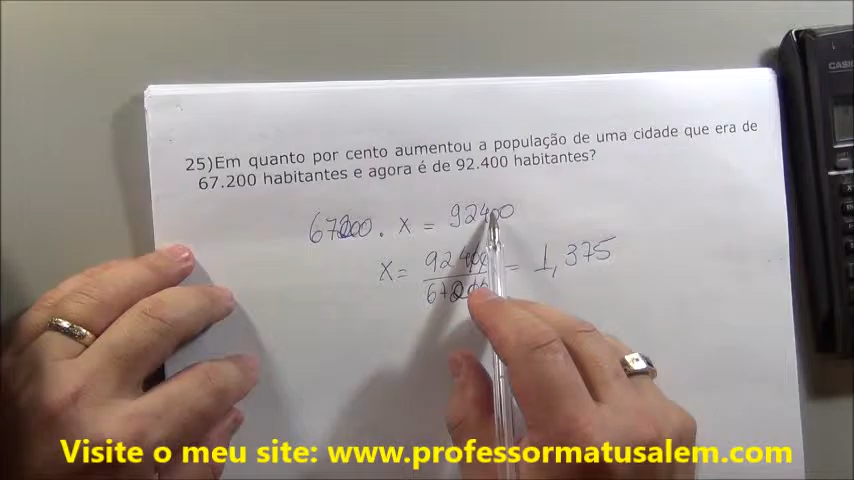 CASIO
25)Em quanto por cento aumentou a população de uma cidade que era de
67.200 habitantes e agora é de 92.400 habitantes?
67200 . x = 92400
x = 92400 = 1,375
67200
Visite o meu site: www.professormatusalem.com